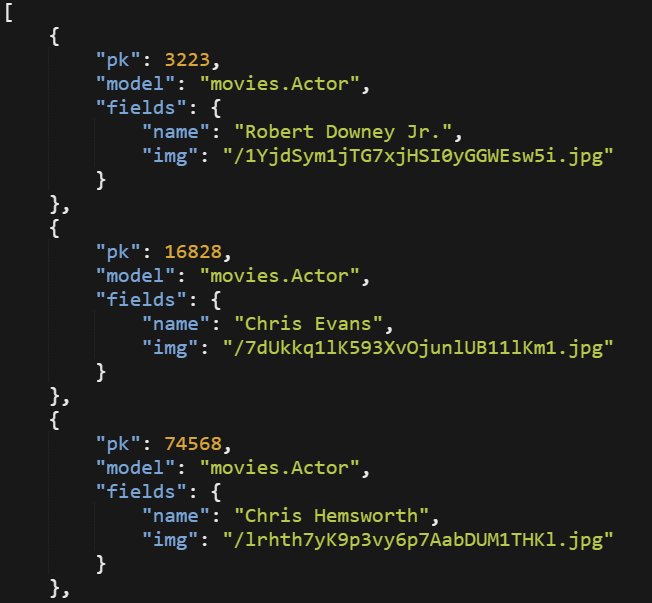 [
    {
        "pk": 3223,
        "model": "movies.Actor",
        "fields": {
            "name": "Robert Downey Jr.",
            "img": "/1YjdSym1jTG7xjHSI0yGGWEsw5i.jpg"
        }
    },
    {
        "pk": 16828,
        "model": "movies.Actor",
        "fields": {
            "name": "Chris Evans",
            "img": "/7dUkkq1lK593XvOjunlUB11lKm1.jpg"
        }
    },
    {
        "pk": 74568,
        "model": "movies.Actor",
        "fields": {
            "name": "Chris Hemsworth",
            "img": "/lrhth7yK9p3vy6p7AabDUM1THKl.jpg"
        }
    },